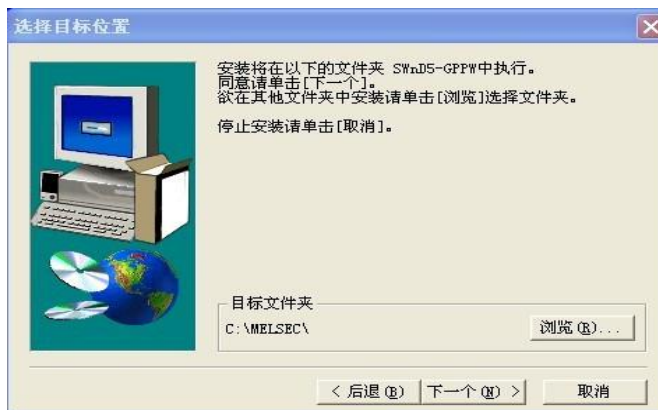 选择目标位置
安装将在以下的文件夹 SWnD5-GPPW中执行。
同意请单击[下一个]。
欲在其他文件夹中安装请单击[浏览]选择文件夹。
停止安装请单击[取消]。
目标文件夹
C:\MELSEC\
浏览(R)...
< 后退(B)
下一个(N) >
取消